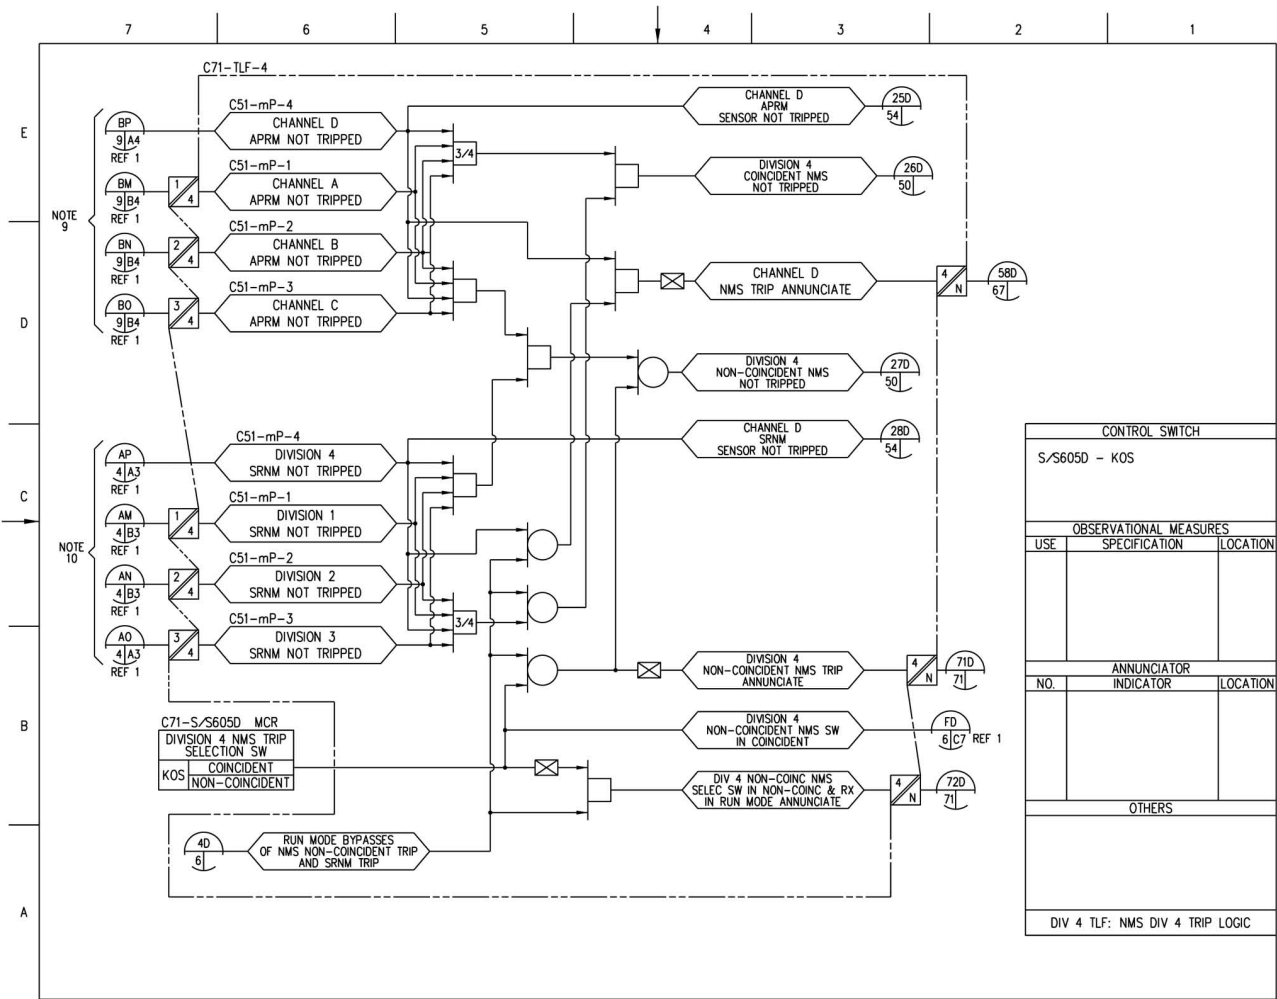 7 6 5 4 3 2 1
E
D
C
B
A
C71-TLF-4
NOTE
9
BP
9 A4
REF 1
C51-mP-4
CHANNEL D
APRM NOT TRIPPED
BM
9 B4
REF 1
1
4
C51-mP-1
CHANNEL A
APRM NOT TRIPPED
BN
9 B4
REF 1
2
4
C51-mP-2
CHANNEL B
APRM NOT TRIPPED
BO
9 B4
REF 1
3
4
C51-mP-3
CHANNEL C
APRM NOT TRIPPED
3/4
CHANNEL D
APRM
SENSOR NOT TRIPPED
25D
54
DIVISION 4
COINCIDENT NMS
NOT TRIPPED
26D
50
CHANNEL D
NMS TRIP ANNUNCIATE
4
N
58D
67
DIVISION 4
NON-COINCIDENT NMS
NOT TRIPPED
27D
50
CHANNEL D
SRNM
SENSOR NOT TRIPPED
28D
54
NOTE
10
AP
4 A3
REF 1
C51-mP-4
DIVISION 4
SRNM NOT TRIPPED
AM
4 B3
REF 1
1
4
C51-mP-1
DIVISION 1
SRNM NOT TRIPPED
AN
4 B3
REF 1
2
4
C51-mP-2
DIVISION 2
SRNM NOT TRIPPED
AO
4 A3
REF 1
3
4
C51-mP-3
DIVISION 3
SRNM NOT TRIPPED
3/4
DIVISION 4
NON-COINCIDENT NMS TRIP
ANNUNCIATE
4
N
71D
71
DIVISION 4
NON-COINCIDENT NMS SW
IN COINCIDENT
FD
6 C7 REF 1
C71-S/S605D MCR
DIVISION 4 NMS TRIP
SELECTION SW
KOS
COINCIDENT
NON-COINCIDENT
DIV 4 NON-COINC NMS
SELEC SW IN NON-COINC & RX
IN RUN MODE ANNUNCIATE
4
N
72D
71
4D
6
RUN MODE BYPASSES
OF NMS NON-COINCIDENT TRIP
AND SRNM TRIP
CONTROL SWITCH
S/S605D - KOS
OBSERVATIONAL MEASURES
USE SPECIFICATION LOCATION
ANNUNCIATOR
NO. INDICATOR LOCATION
OTHERS
DIV 4 TLF: NMS DIV 4 TRIP LOGIC